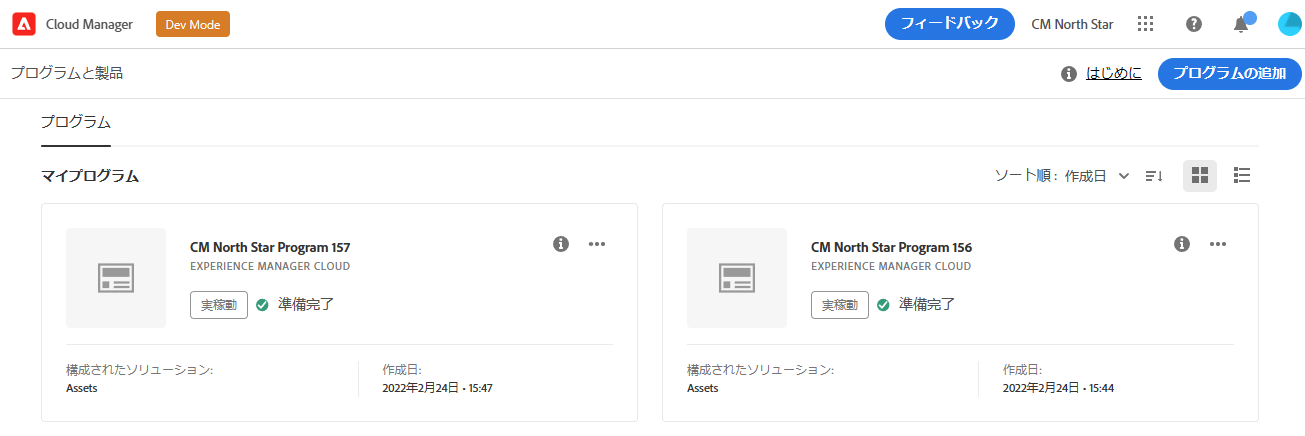 Cloud Manager Dev Mode フィードバック CM North Star
プログラムと製品 はじめに プログラムの追加
プログラム
マイプログラム ソート順: 作成日
CM North Star Program 157
EXPERIENCE MANAGER CLOUD
実稼動 準備完了
構成されたソリューション: 作成日:
Assets 2022年2月24日 • 15:47
CM North Star Program 156
EXPERIENCE MANAGER CLOUD
実稼動 準備完了
構成されたソリューション: 作成日:
Assets 2022年2月24日 • 15:44